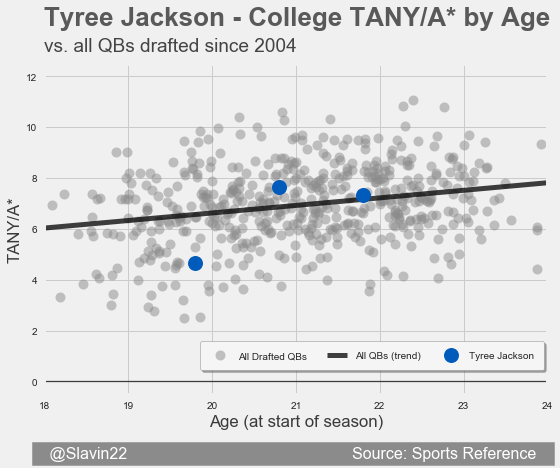 Tyree Jackson - College TANY/A* by Age
vs. all QBs drafted since 2004
12
10
8
6
4
2
0
TANY/A*
All Drafted QBs
All QBs (trend)
Tyree Jackson
18
19
20
21
22
23
24
Age (at start of season)
@Slavin22
Source: Sports Reference